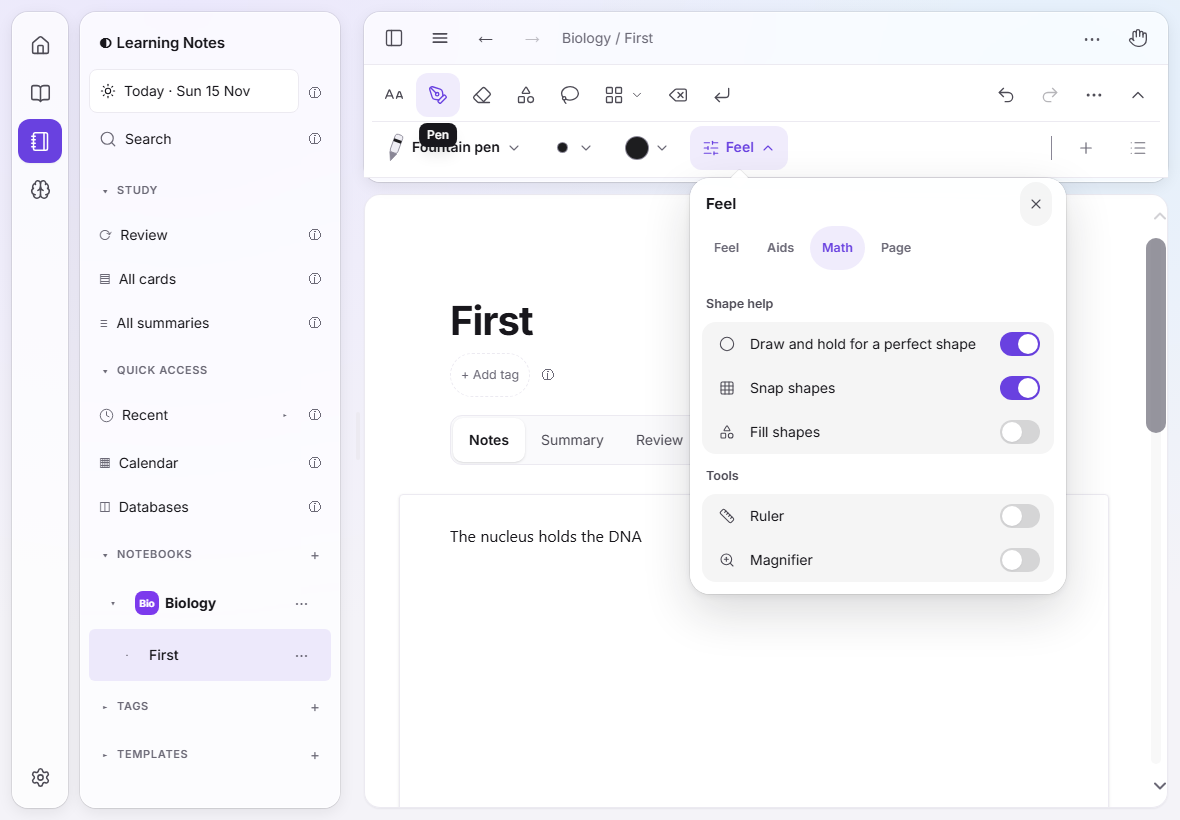 Learning Notes
Today · Sun 15 Nov
Search
STUDY
Review
All cards
All summaries
QUICK ACCESS
Recent
Calendar
Databases
NOTEBOOKS
Bio Biology
First
TAGS
TEMPLATES
Biology / First
AA
Pen
Fountain pen
Feel
Feel
Feel Aids Math Page
Shape help
Draw and hold for a perfect shape
Snap shapes
Fill shapes
Tools
Ruler
Magnifier
First
+ Add tag
Notes Summary Review
The nucleus holds the DNA